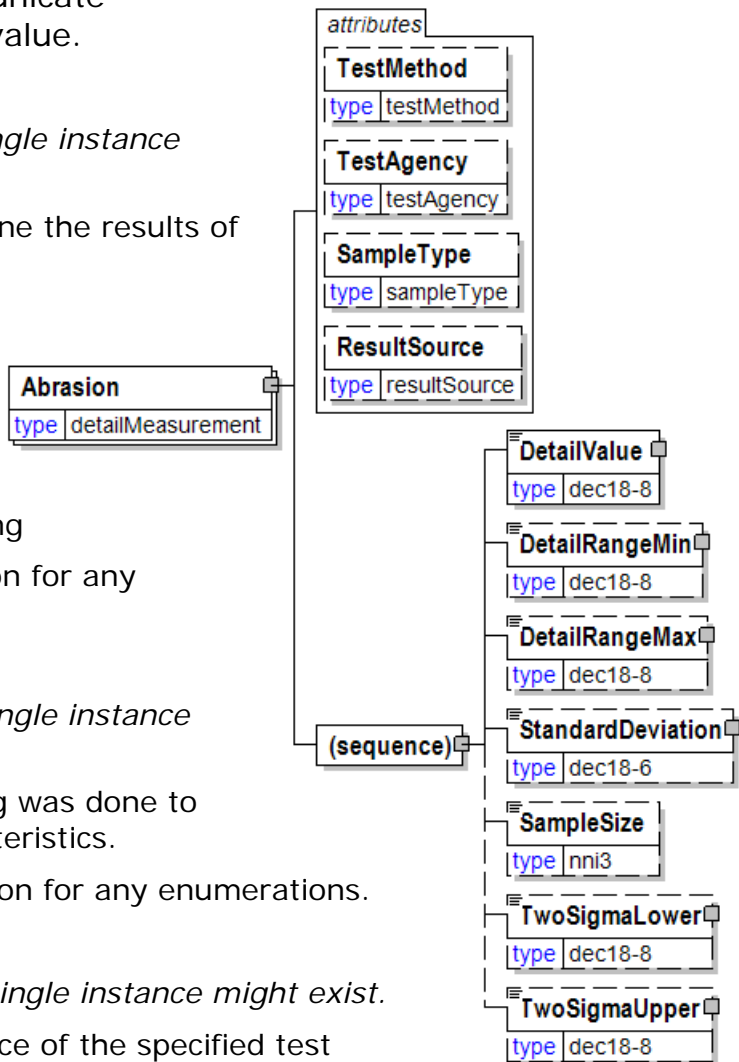 unicate
value.
ngle instance
ne the results of
ng
on for any
ngle instance
g was done to
teristics.
on for any enumerations.
single instance might exist.
ce of the specified test
attributes
TestMethod
type testMethod
TestAgency
type testAgency
SampleType
type sampleType
ResultSource
type resultSource
Abrasion
type detailMeasurement
(sequence)
DetailValue
type dec18-8
DetailRangeMin
type dec18-8
DetailRangeMax
type dec18-8
StandardDeviation
type dec18-6
SampleSize
type nni3
TwoSigmaLower
type dec18-8
TwoSigmaUpper
type dec18-8